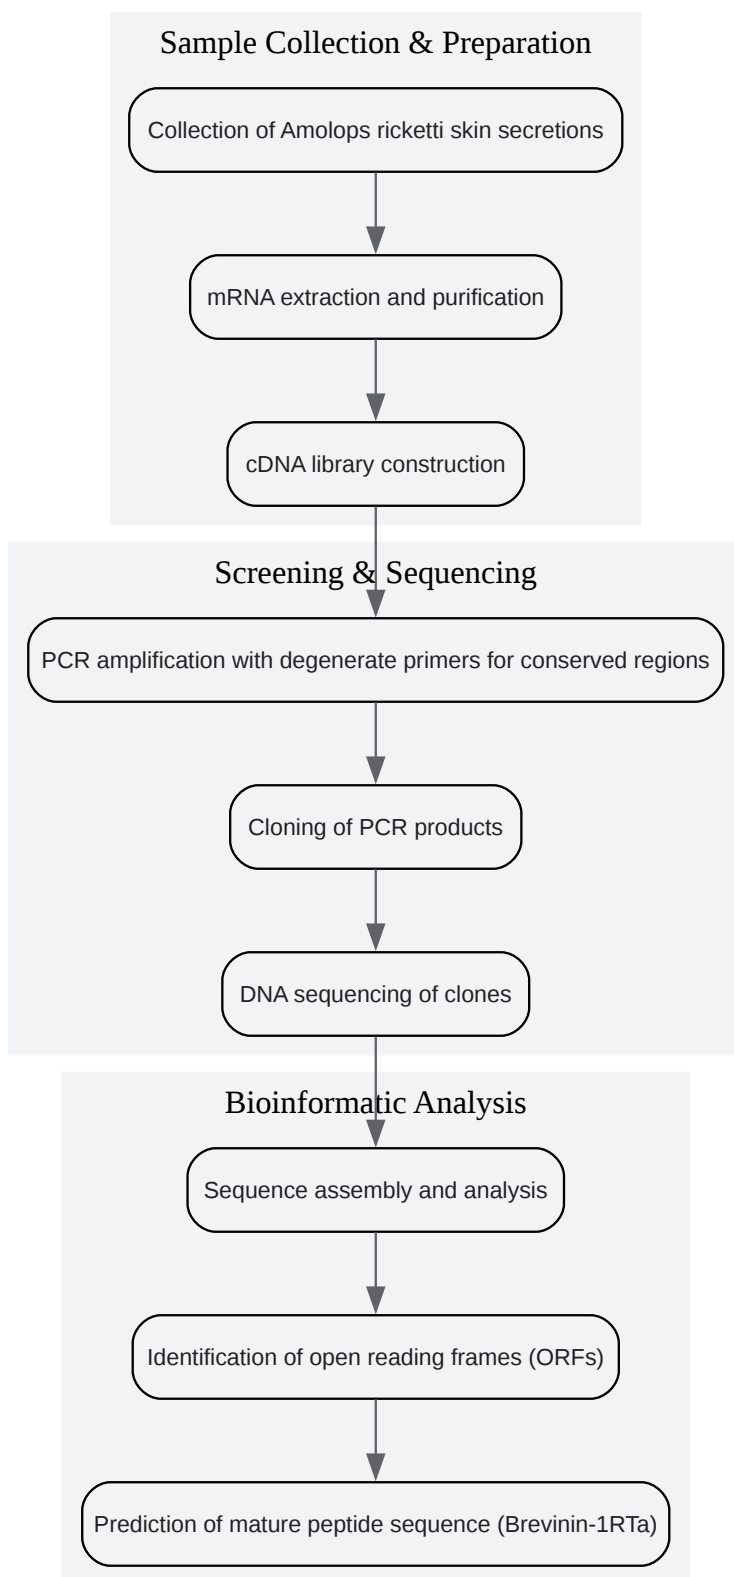 Sample Collection & Preparation
Collection of Amolops ricketti skin secretions
mRNA extraction and purification
cDNA library construction
Screening & Sequencing
PCR amplification with degenerate primers for conserved regions
Cloning of PCR products
DNA sequencing of clones
Bioinformatic Analysis
Sequence assembly and analysis
Identification of open reading frames (ORFs)
Prediction of mature peptide sequence (Brevinin-1RTa)